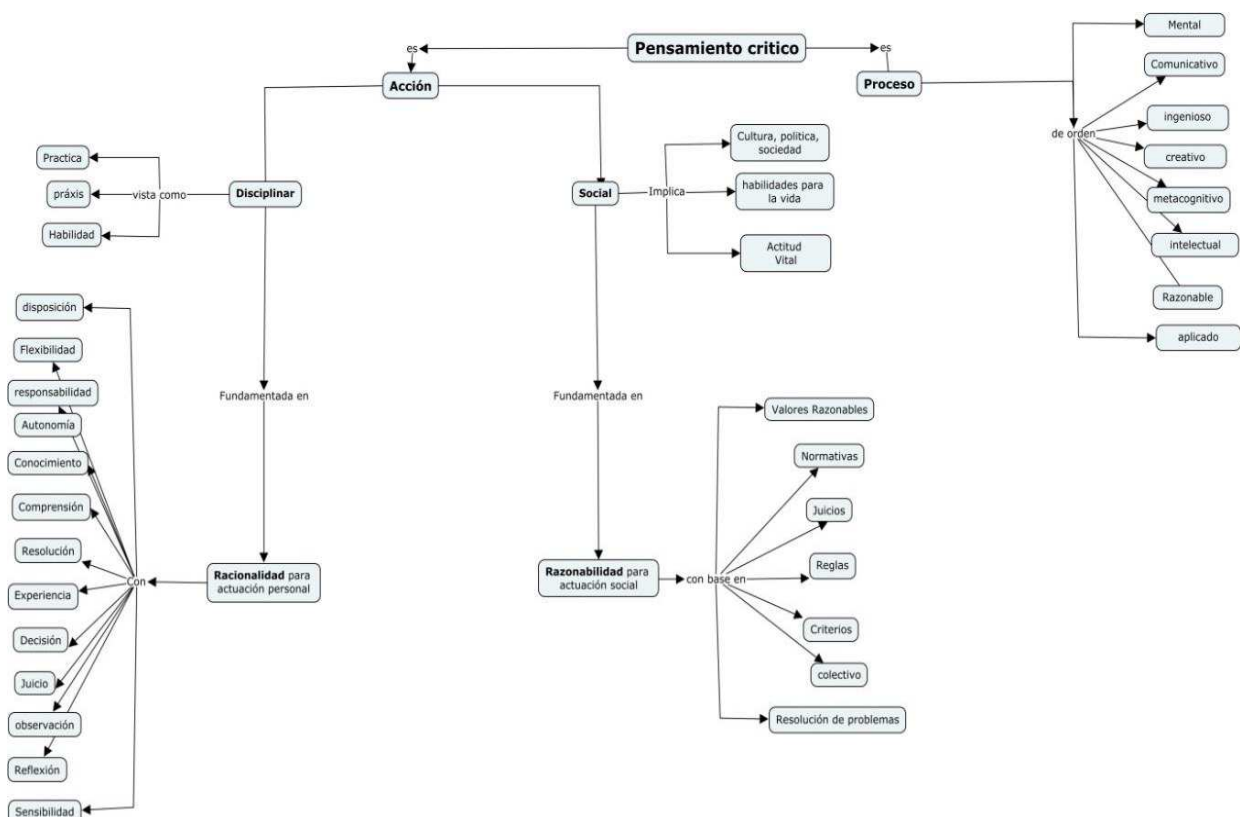 Pensamiento critico
es
es
Acción
Proceso
Mental
Comunicativo
ingenioso
de orden
creativo
metacognitivo
intelectual
Razonable
aplicado
Practica
práxis
Habilidad
vista como
Disciplinar
Social
Implica
Cultura, politica,
sociedad
habilidades para
la vida
Actitud
Vital
Fundamentada en
Fundamentada en
disposición
Flexibilidad
responsabilidad
Autonomía
Conocimiento
Comprensión
Resolución
Experiencia
Decisión
Juicio
observación
Reflexión
Sensibilidad
Con
Racionalidad para
actuación personal
Razonabilidad para
actuación social
con base en
Valores Razonables
Normativas
Juicios
Reglas
Criterios
colectivo
Resolución de problemas